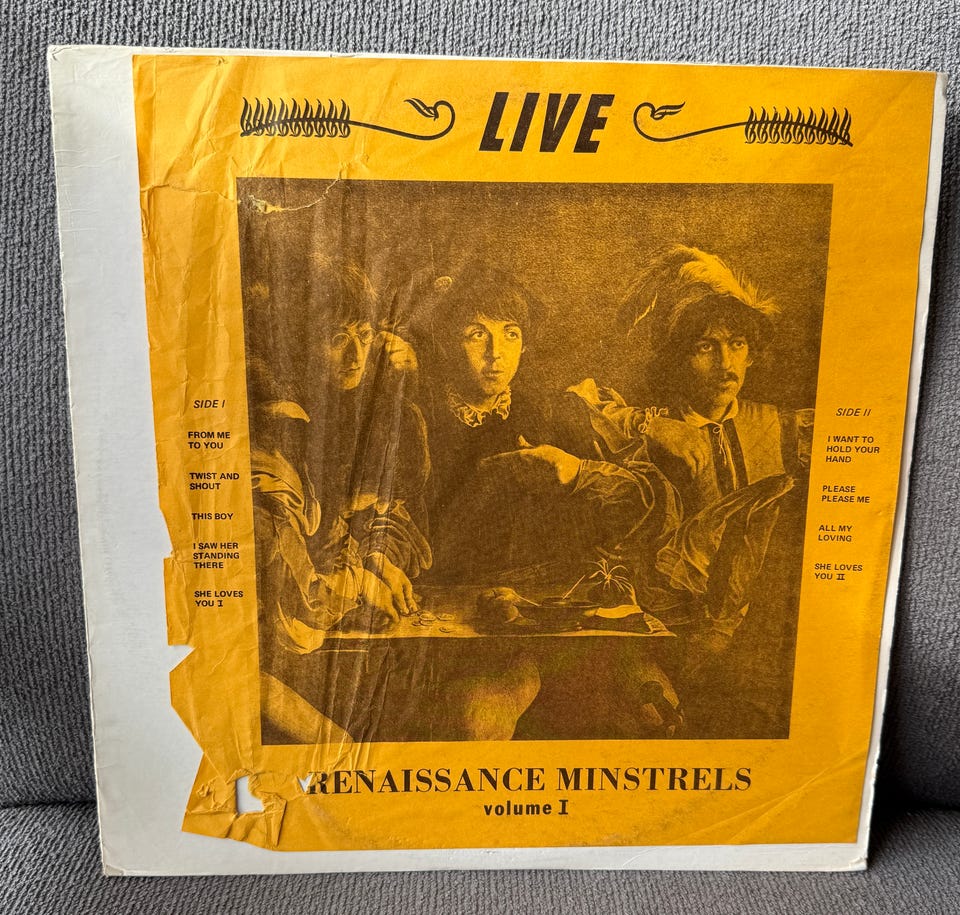 LIVE
SIDE I
FROM ME
TO YOU
TWIST AND
SHOUT
THIS BOY
I SAW HER
STANDING
THERE
SHE LOVES
YOU I
SIDE II
I WANT TO
HOLD YOUR
HAND
PLEASE
PLEASE ME
ALL MY
LOVING
SHE LOVES
YOU II
RENAISSANCE MINSTRELS
volume I